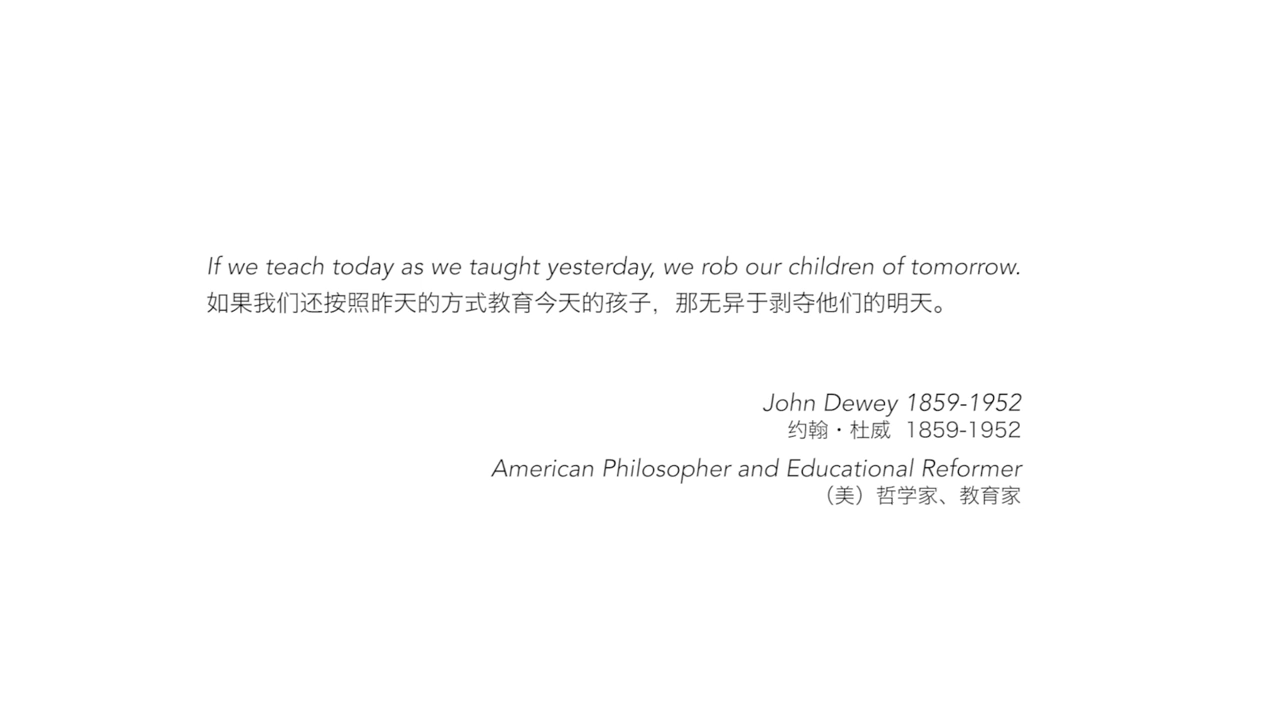 If we teach today as we taught yesterday, we rob our children of tomorrow.
如果我们还按照昨天的方式教育今天的孩子，那无异于剥夺他们的明天。
John Dewey 1859-1952
约翰・杜威 1859-1952
American Philosopher and Educational Reformer
（美）哲学家、教育家